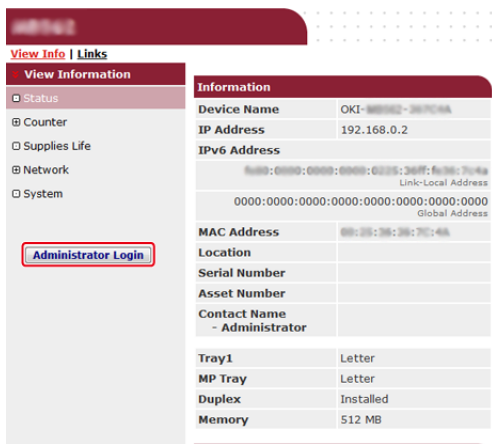 View Info | Links
View Information
Status
Counter
Supplies Life
Network
System
Administrator Login
Information
Device Name OKI-
IP Address 192.168.0.2
IPv6 Address
Link-Local Address
0000:0000:0000:0000:0000:0000:0000:0000
Global Address
MAC Address
Location
Serial Number
Asset Number
Contact Name
- Administrator
Tray1 Letter
MP Tray Letter
Duplex Installed
Memory 512 MB